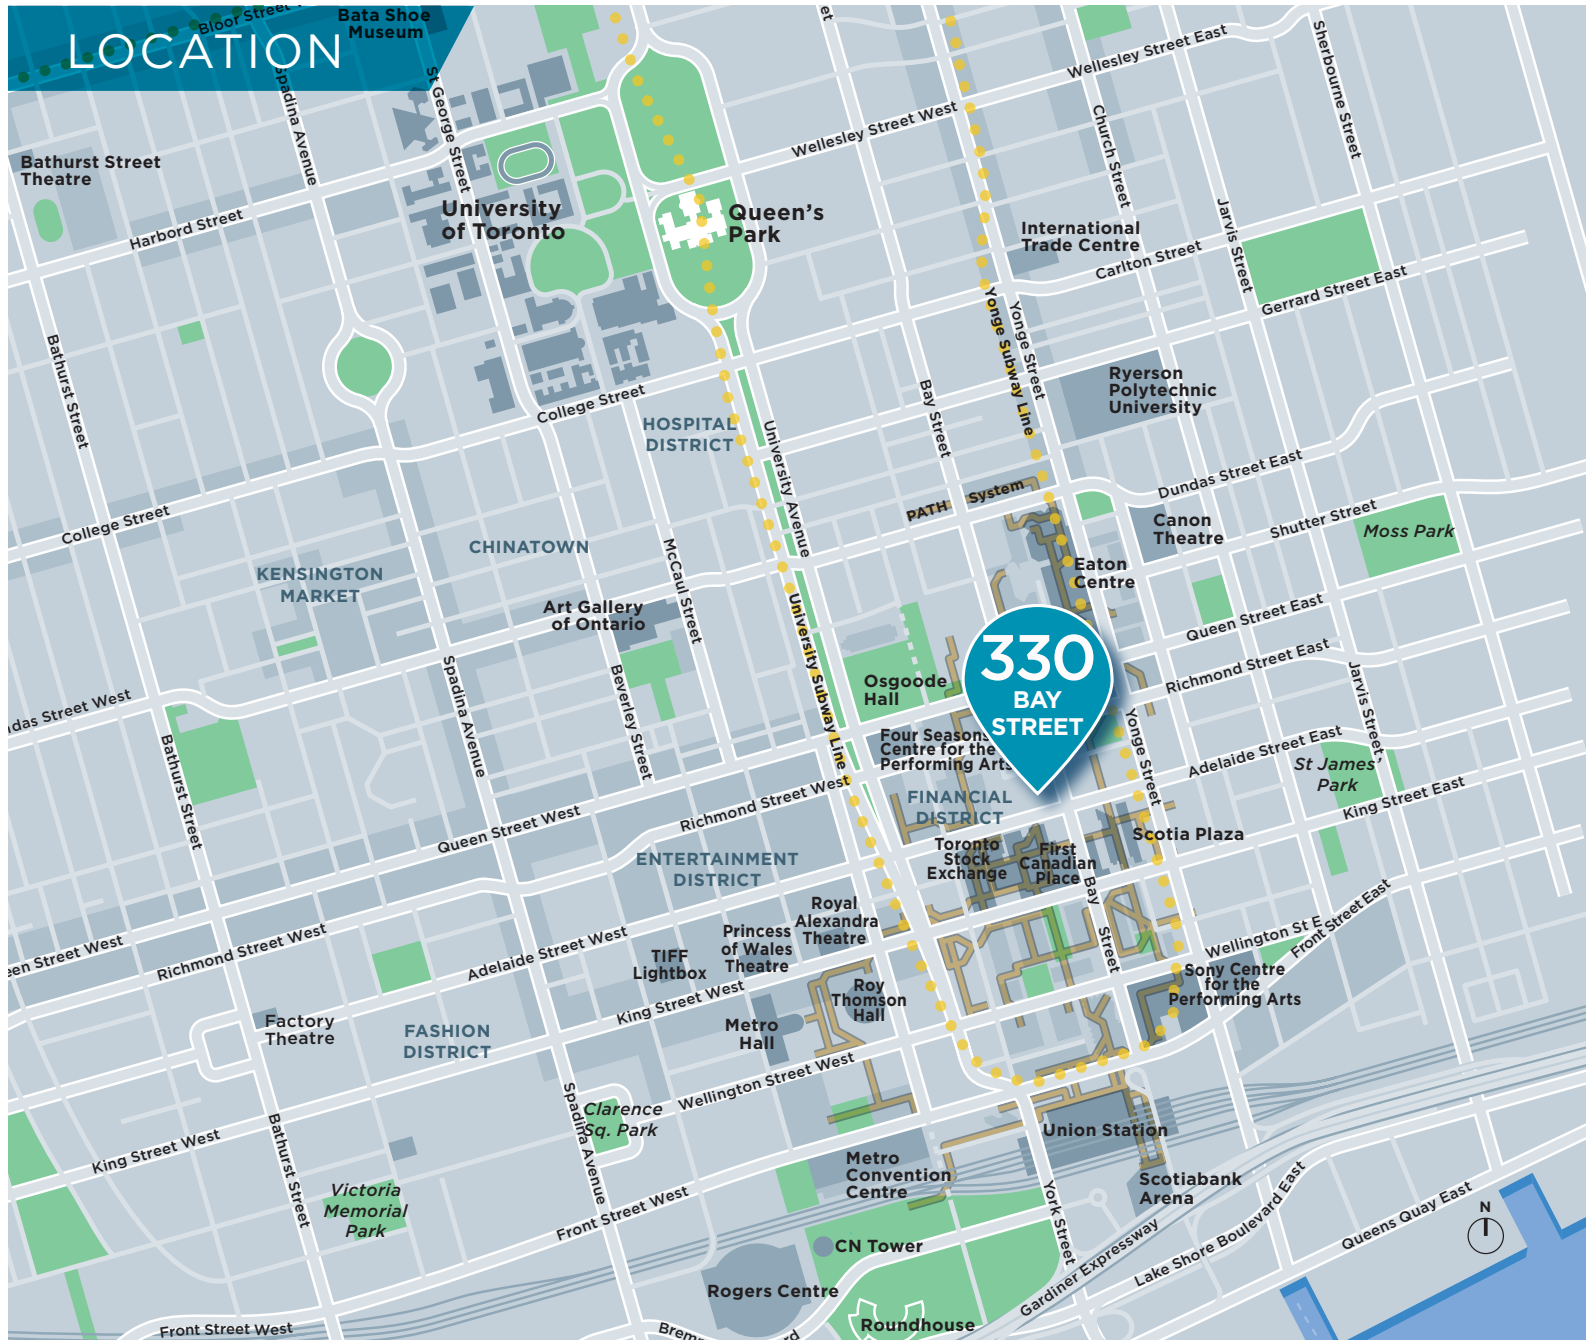 LOCATION
Bloor Street
Bata Shoe
Museum
Spadina Avenue
St George Street
Wellesley Street East
Sherbourne Street
Wellesley Street West
Church Street
Bathurst Street
Theatre
Harbord Street
University
of Toronto
Queen's
Park
International
Trade Centre
Carlton Street
Jarvis Street
Gerrard Street East
Yonge Subway Line
Yonge Street
Bathurst Street
College Street
HOSPITAL
DISTRICT
University Avenue
Bay Street
Ryerson
Polytechnic
University
Dundas Street East
PATH System
College Street
CHINATOWN
KENSINGTON
MARKET
McCaul Street
Canon
Theatre
Shutter Street
Moss Park
Eaton
Centre
Art Gallery
of Ontario
University Subway Line
Queen Street East
Richmond Street East
Jarvis Street
330
BAY
STREET
Osgoode
Hall
Beverley Street
Spadina Avenue
das Street West
Bathurst Street
Four Seasons
Centre for the
Performing Arts
Yonge Street
Adelaide Street East
St James'
Park
King Street East
FINANCIAL
DISTRICT
Richmond Street West
Queen Street West
Scotia Plaza
Toronto
Stock
Exchange
First
Canadian
Place
Bay
Street
ENTERTAINMENT
DISTRICT
Royal
Alexandra
Theatre
Princess
of Wales
Theatre
TIFF
Lightbox
Adelaide Street West
Richmond Street West
een Street West
Wellington St E
Front Street East
Sony Centre
for the
Performing Arts
King Street West
Roy
Thomson
Hall
Metro
Hall
Factory
Theatre
FASHION
DISTRICT
Wellington Street West
Clarence
Sq. Park
Spadina Avenue
Bathurst Street
King Street West
Union Station
Metro
Convention
Centre
Scotiabank
Arena
Victoria
Memorial
Park
Front Street West
York Street
Gardiner Expressway
Lake Shore Boulevard East
Queens Quay East
N
CN Tower
Rogers Centre
Roundhouse
Front Street West